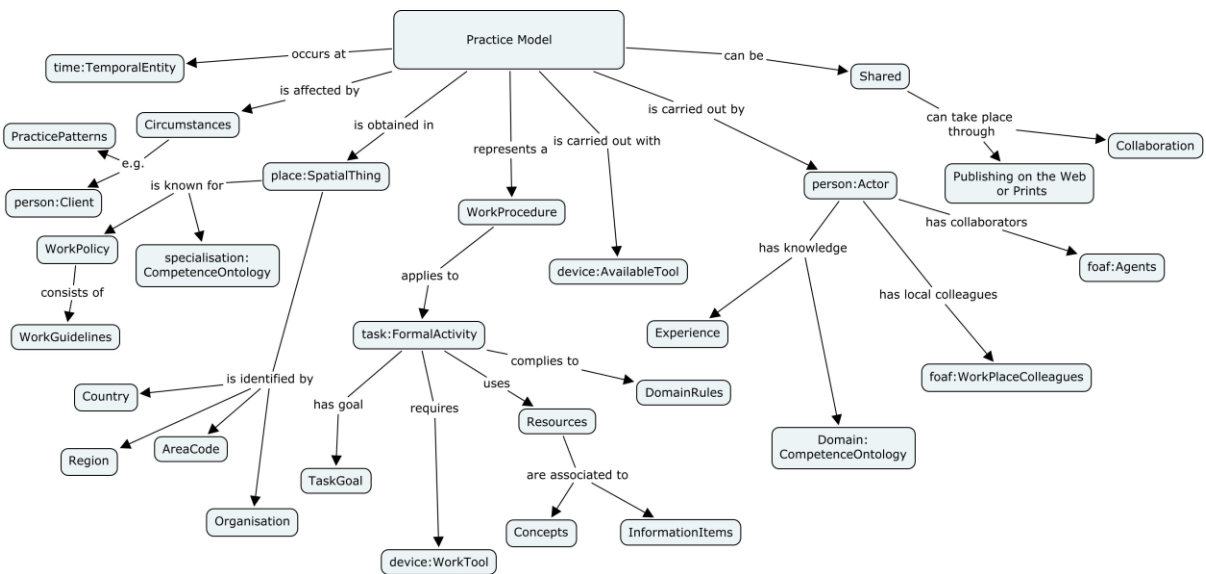 Practice Model
occurs at
can be
time:TemporalEntity
Shared
is affected by
is carried out by
Circumstances
is obtained in
can take place
through
PracticePatterns
represents a
is carried out with
Collaboration
e.g.
is known for
place:SpatialThing
person:Actor
Publishing on the Web
or Prints
person:Client
WorkProcedure
has collaborators
WorkPolicy
specialisation:
CompetenceOntology
has knowledge
device:AvailableTool
foaf:Agents
applies to
consists of
has local colleagues
WorkGuidelines
task:FormalActivity
Experience
complies to
is identified by
uses
foaf:WorkPlaceColleagues
Country
DomainRules
has goal
requires
Resources
AreaCode
Region
Domain:
CompetenceOntology
TaskGoal
are associated to
Organisation
Concepts
InformationItems
device:WorkTool